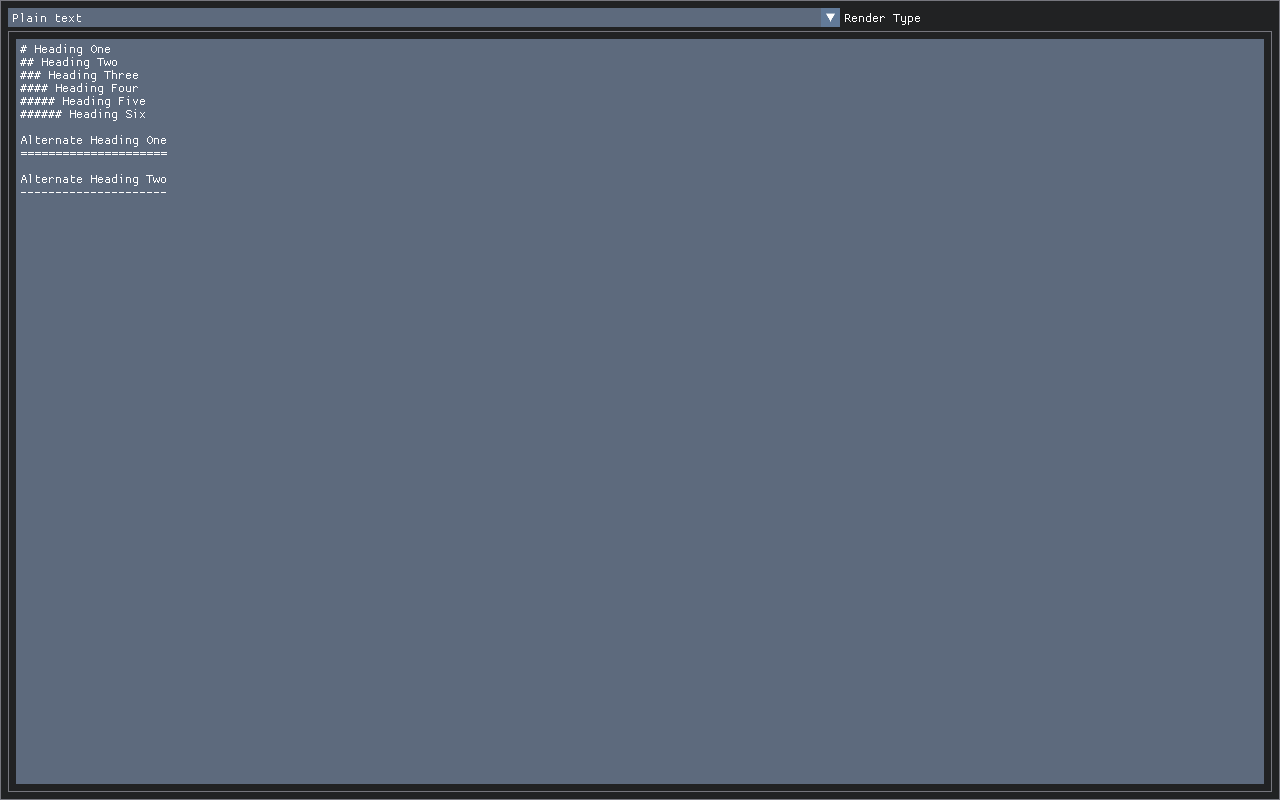 Plain text
Render Type
# Heading One
## Heading Two
### Heading Three
#### Heading Four
##### Heading Five
###### Heading Six
Alternate Heading One
=====================
Alternate Heading Two
---------------------